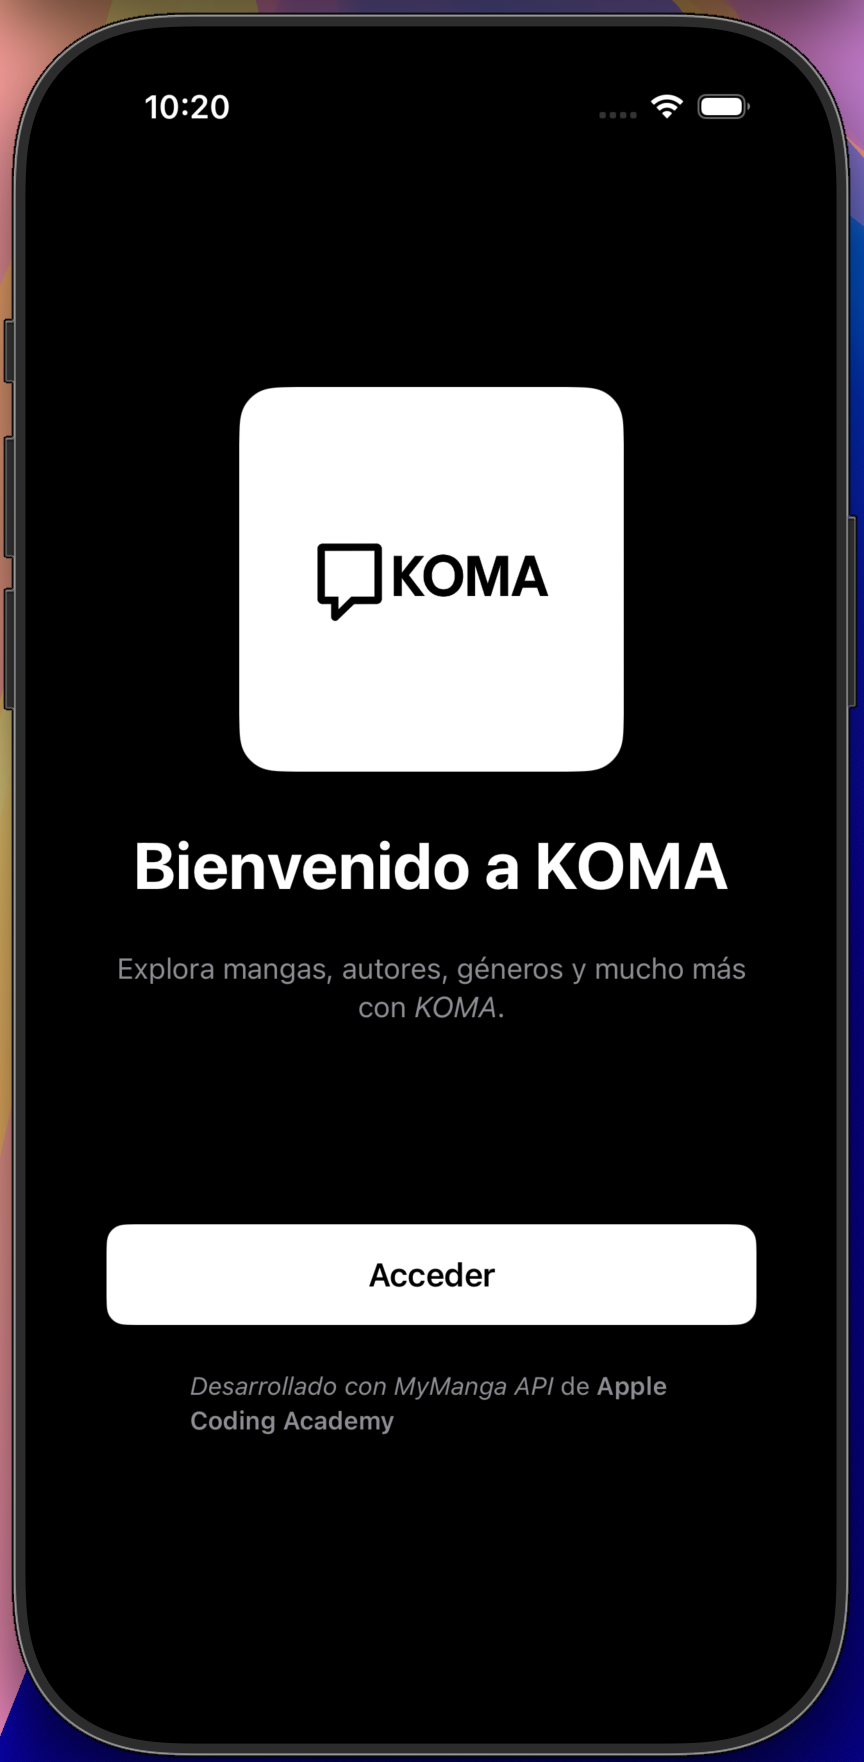 10:20
KOMA
Bienvenido a KOMA
Explora mangas, autores, géneros y mucho más
con KOMA.
Acceder
Desarrollado con MyManga API de Apple
Coding Academy